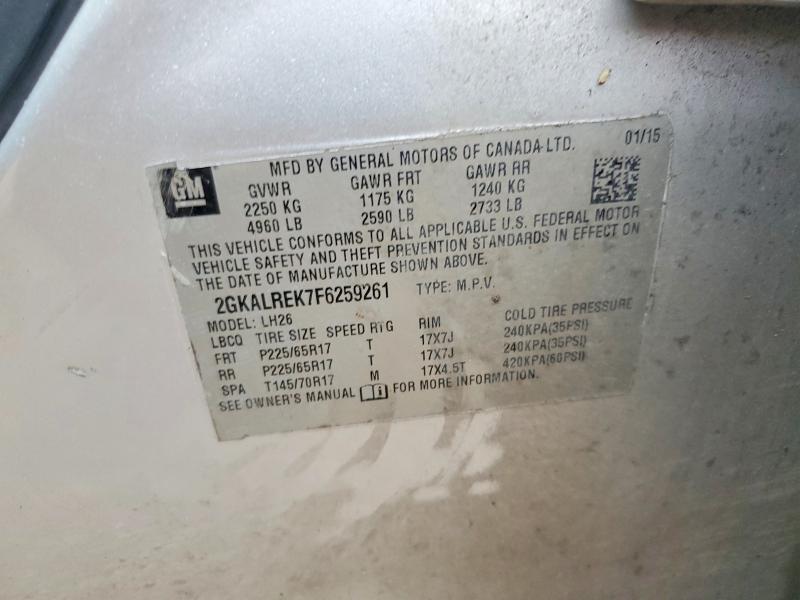 GM
MFD BY GENERAL MOTORS OF CANADA LTD. 01/15
GVWR GAWR FRT GAWR RR
2250 KG 1175 KG 1240 KG
4960 LB 2590 LB 2733 LB
THIS VEHICLE CONFORMS TO ALL APPLICABLE U.S. FEDERAL MOTOR
VEHICLE SAFETY AND THEFT PREVENTION STANDARDS IN EFFECT ON
THE DATE OF MANUFACTURE SHOWN ABOVE.
2GKALREK7F6259261 TYPE: M.P.V.
MODEL: LH26
LBCQ TIRE SIZE SPEED RTG RIM COLD TIRE PRESSURE
FRT P225/65R17 T 17X7J 240KPA(35PSI)
RR P225/65R17 T 17X7J 240KPA(35PSI)
SPA T145/70R17 M 17X4.5T 420KPA(60PSI)
SEE OWNER'S MANUAL i FOR MORE INFORMATION.